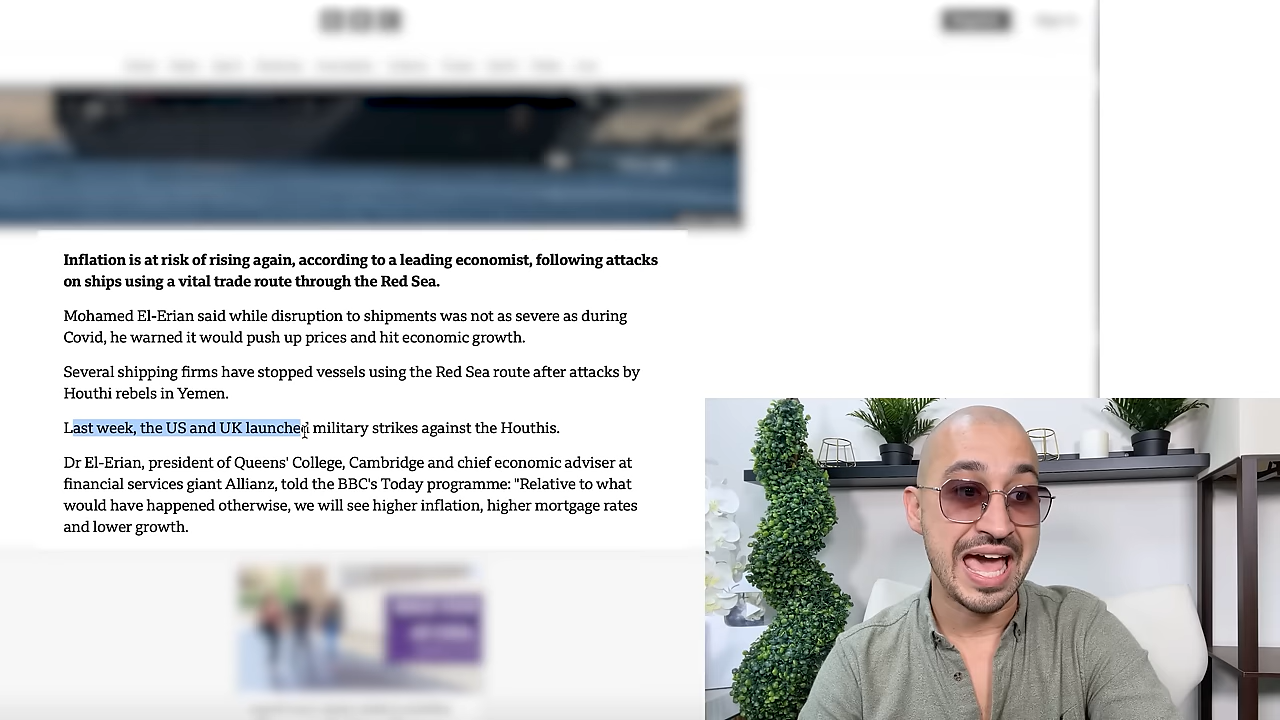 Inflation is at risk of rising again, according to a leading economist, following attacks
on ships using a vital trade route through the Red Sea.
Mohamed El-Erian said while disruption to shipments was not as severe as during
Covid, he warned it would push up prices and hit economic growth.
Several shipping firms have stopped vessels using the Red Sea route after attacks by
Houthi rebels in Yemen.
Last week, the US and UK launched military strikes against the Houthis.
Dr El-Erian, president of Queens' College, Cambridge and chief economic adviser at
financial services giant Allianz, told the BBC's Today programme: "Relative to what
would have happened otherwise, we will see higher inflation, higher mortgage rates
and lower growth.